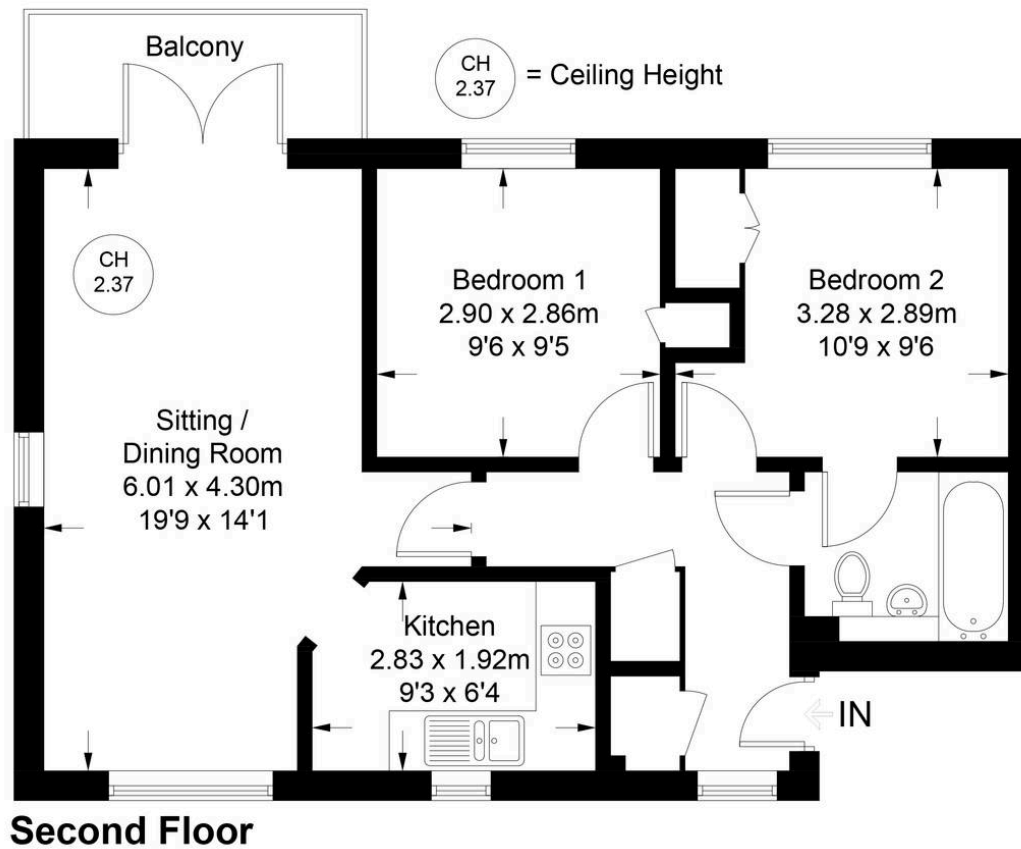 Balcony
CH
2.37
= Ceiling Height
CH
2.37
Bedroom 1
2.90 x 2.86m
9'6 x 9'5
Bedroom 2
3.28 x 2.89m
10'9 x 9'6
Sitting /
Dining Room
6.01 x 4.30m
19'9 x 14'1
Kitchen
2.83 x 1.92m
9'3 x 6'4
IN
Second Floor